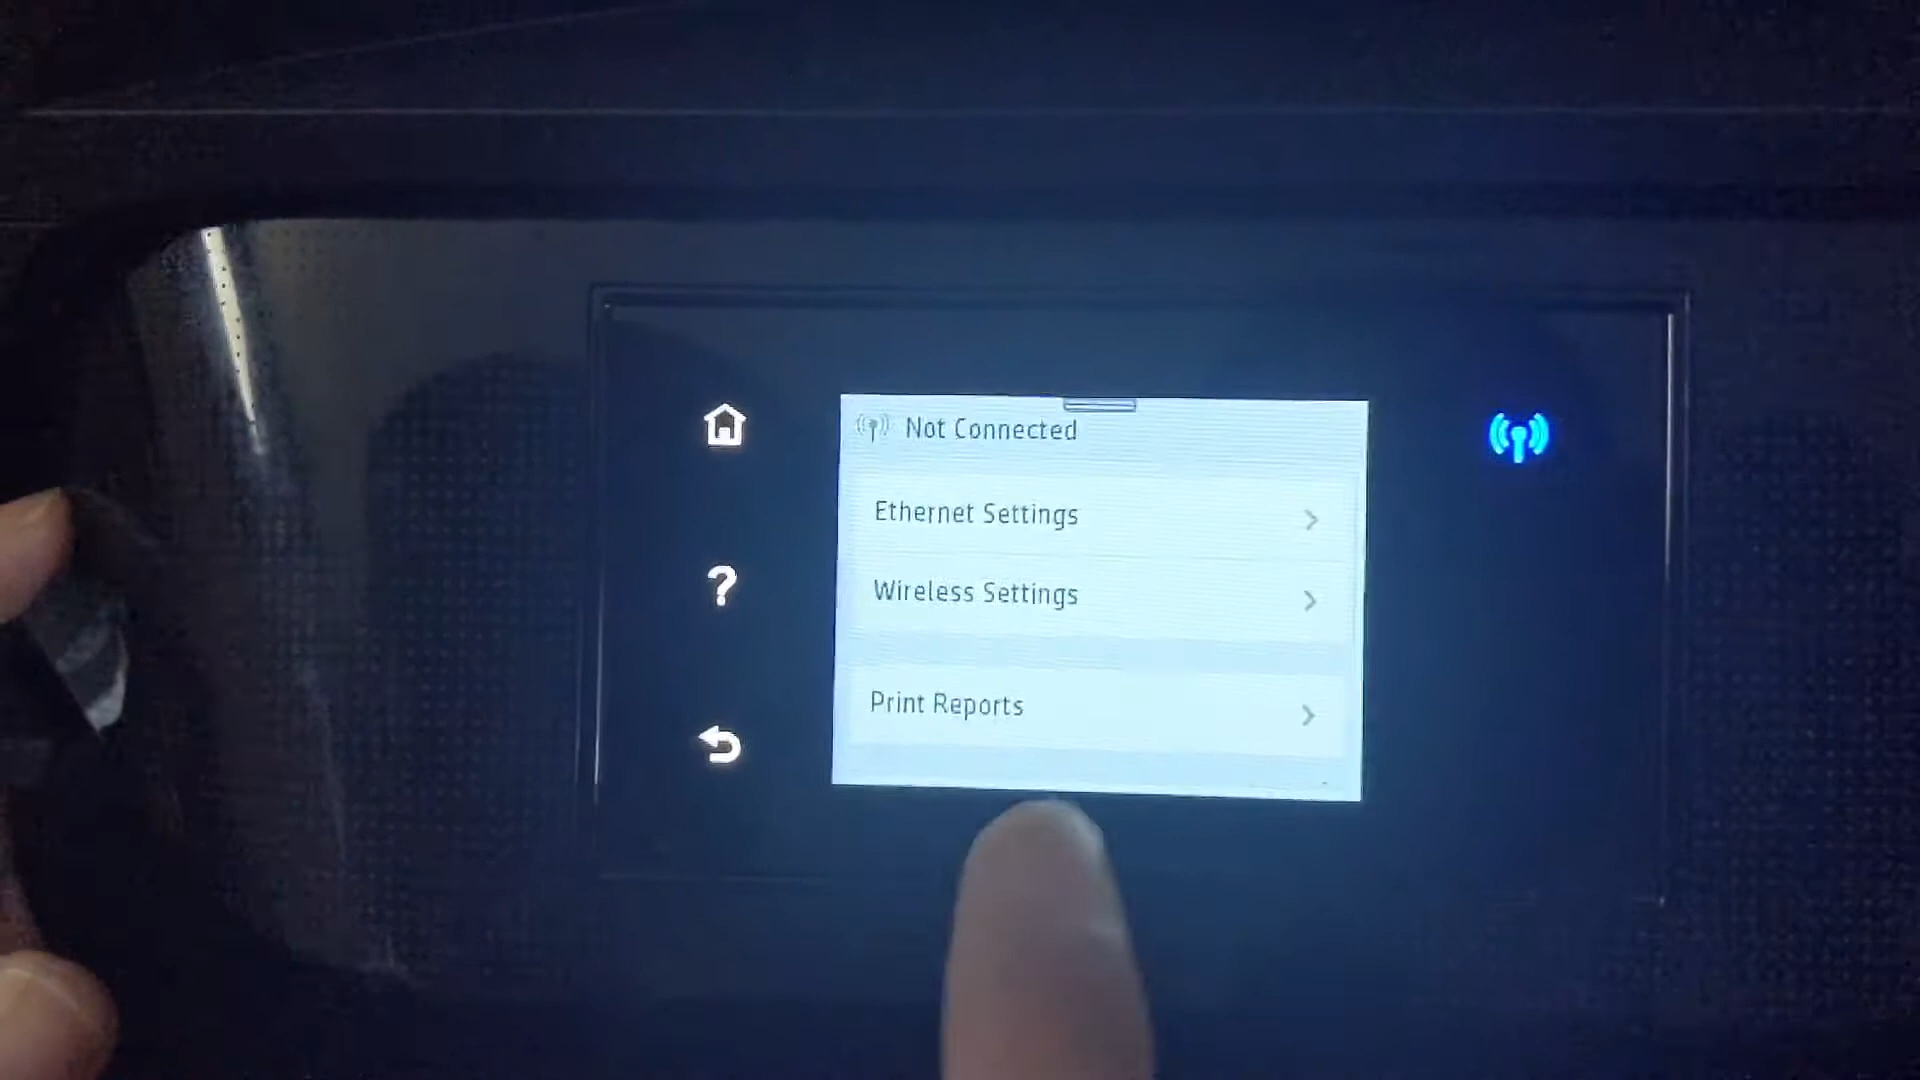 Not Connected
Ethernet Settings
Wireless Settings
Print Reports